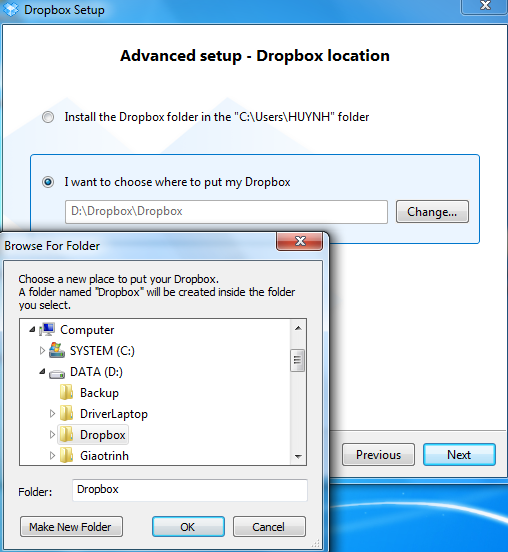 Dropbox Setup
Advanced setup - Dropbox location
Install the Dropbox folder in the "C:\Users\HUYNH" folder
I want to choose where to put my Dropbox
D:\Dropbox\Dropbox
Change...
Browse For Folder
Choose a new place to put your Dropbox.
A folder named "Dropbox" will be created inside the folder
you select.
Computer
SYSTEM (C:)
DATA (D:)
Backup
DriverLaptop
Dropbox
Giaotrinh
Folder: Dropbox
Make New Folder OK Cancel
Previous Next